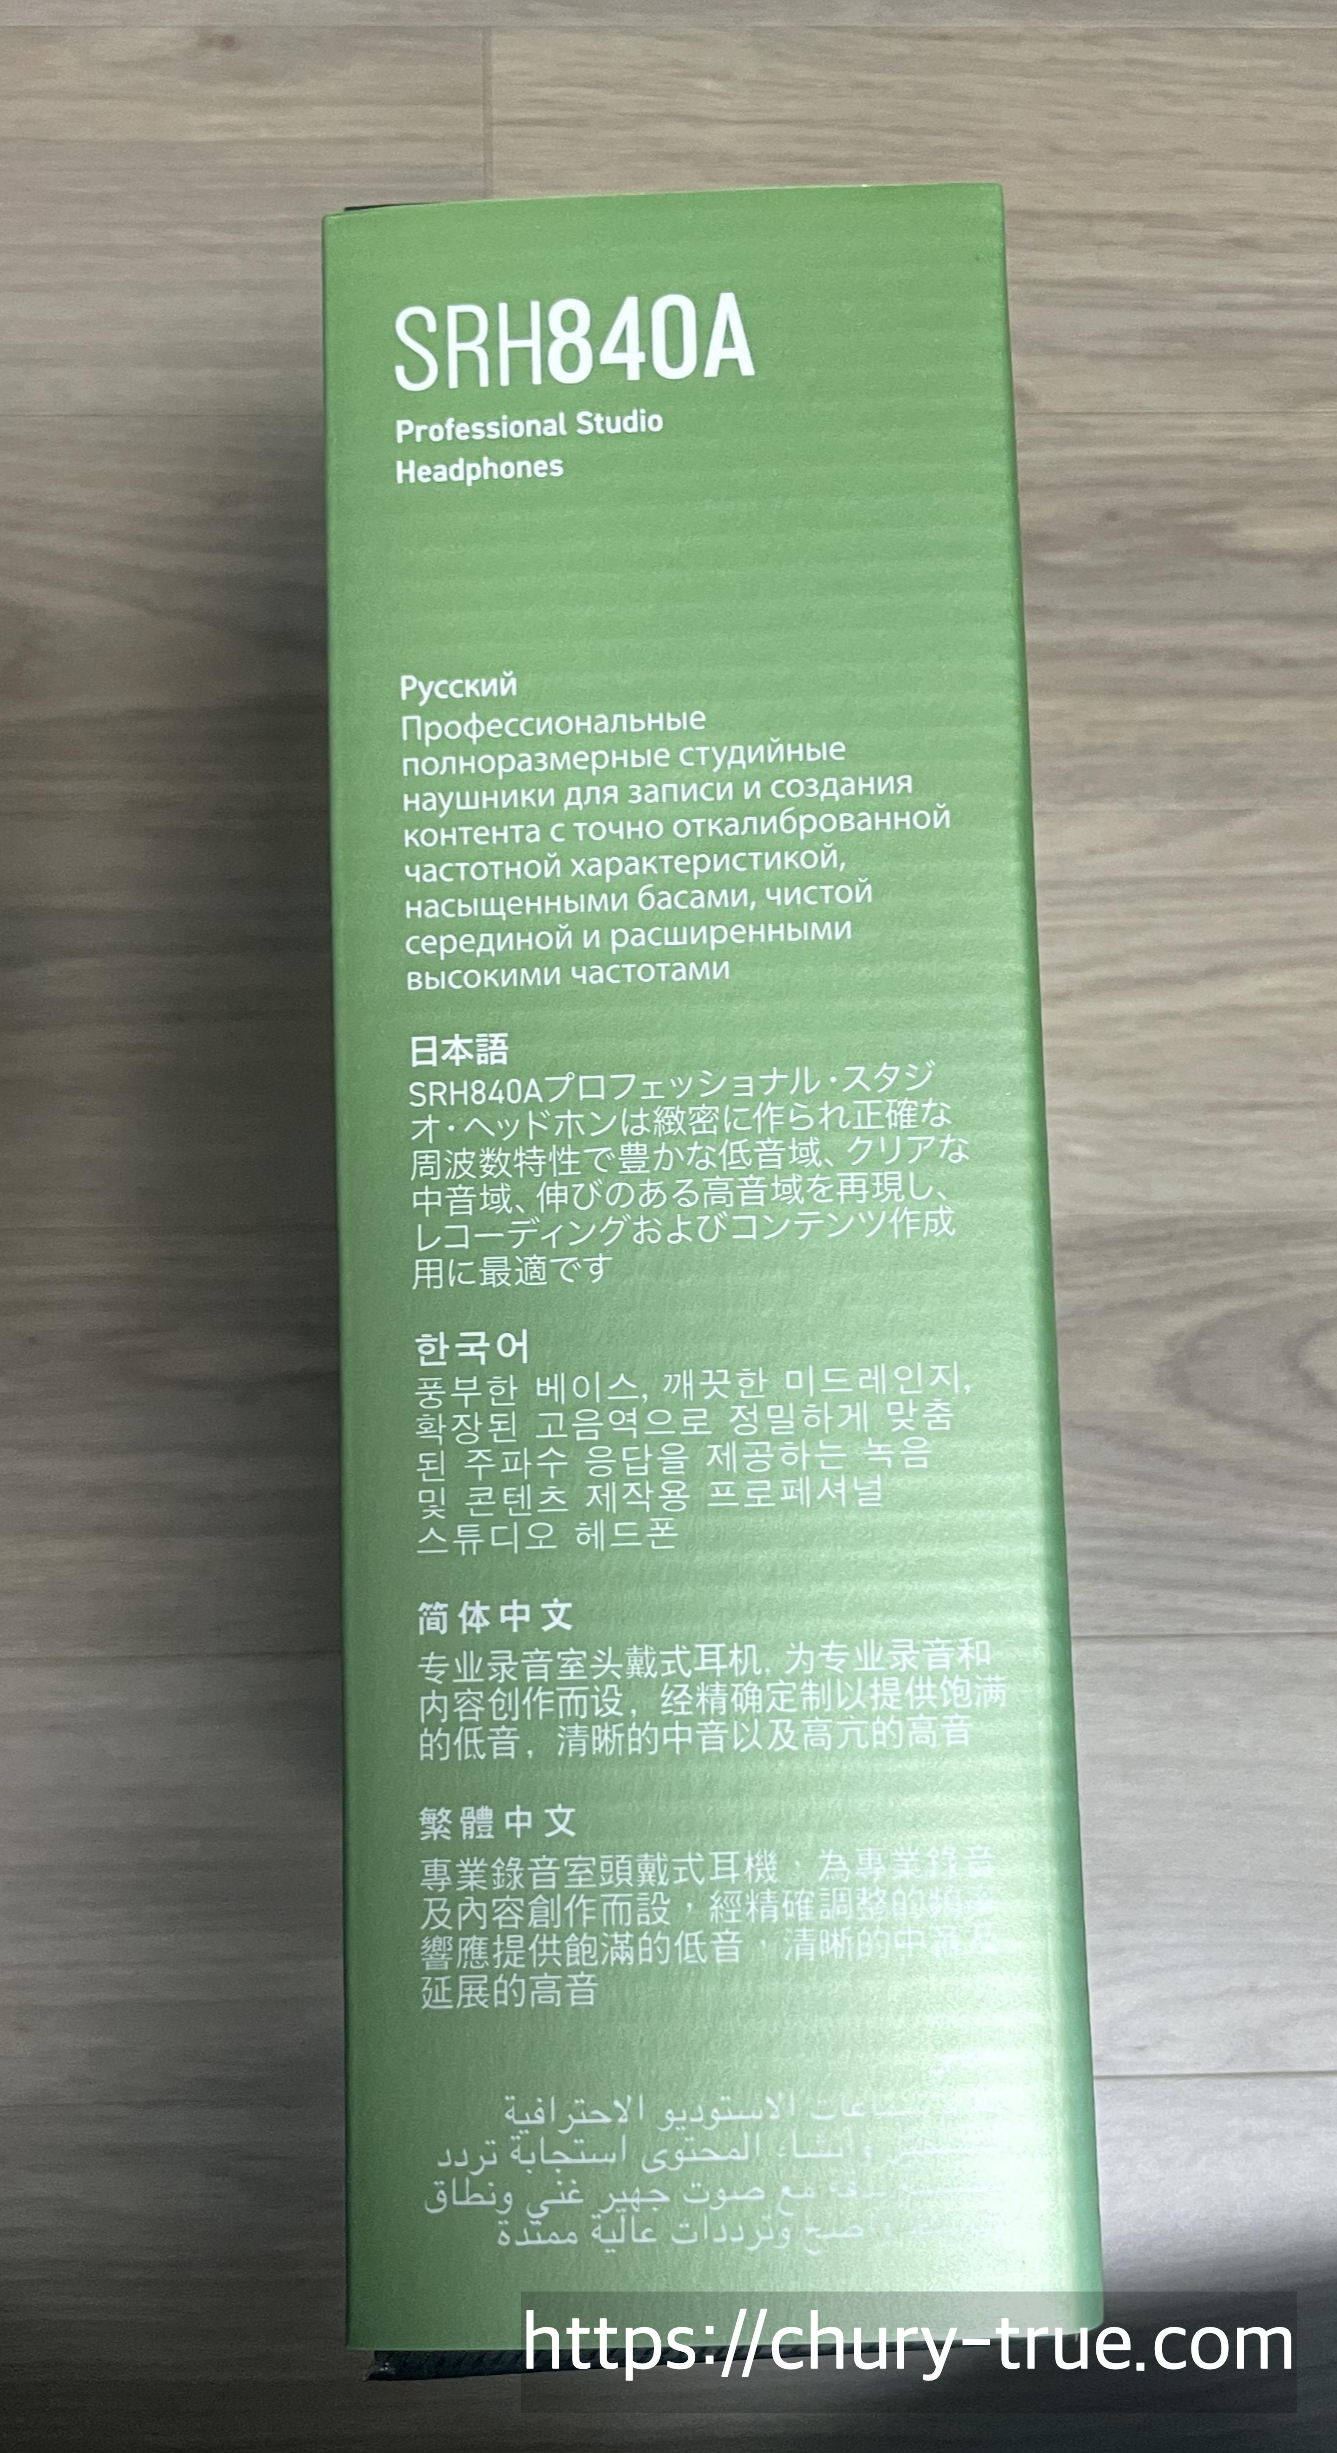 SRH840A
Professional Studio
Headphones
Русский
Профессиональные
полноразмерные студийные
наушники для записи и создания
контента с точно откалиброванной
частотной характеристикой,
насыщенными басами, чистой
серединой и расширенными
высокими частотами
日本語
SRH840Aプロフェッショナル・スタジ
オ・ヘッドホンは緻密に作られ正確な
周波数特性で豊かな低音域、クリアな
中音域、伸びのある高音域を再現し、
レコーディングおよびコンテンツ作成
用に最適です
한국어
풍부한 베이스, 깨끗한 미드레인지,
확장된 고음역으로 정밀하게 맞춤
된 주파수 응답을 제공하는 녹음
및 콘텐츠 제작용 프로페셔널
스튜디오 헤드폰
简体中文
专业录音室头戴式耳机, 为专业录音和
内容创作而设，经精确定制以提供饱满
的低音，清晰的中音以及高亢的高音
繁體中文
專業錄音室頭戴式耳機，為專業錄音
及內容創作而設，經精確調整的頻率
響應提供飽滿的低音，清晰的中音及
延展的高音
الاستوديو الاحترافية
وإنشاء المحتوى استجابة تردد
بدقة مع صوت جهير غني ونطاق
وترددات عالية ممتدة
https://chury-true.com